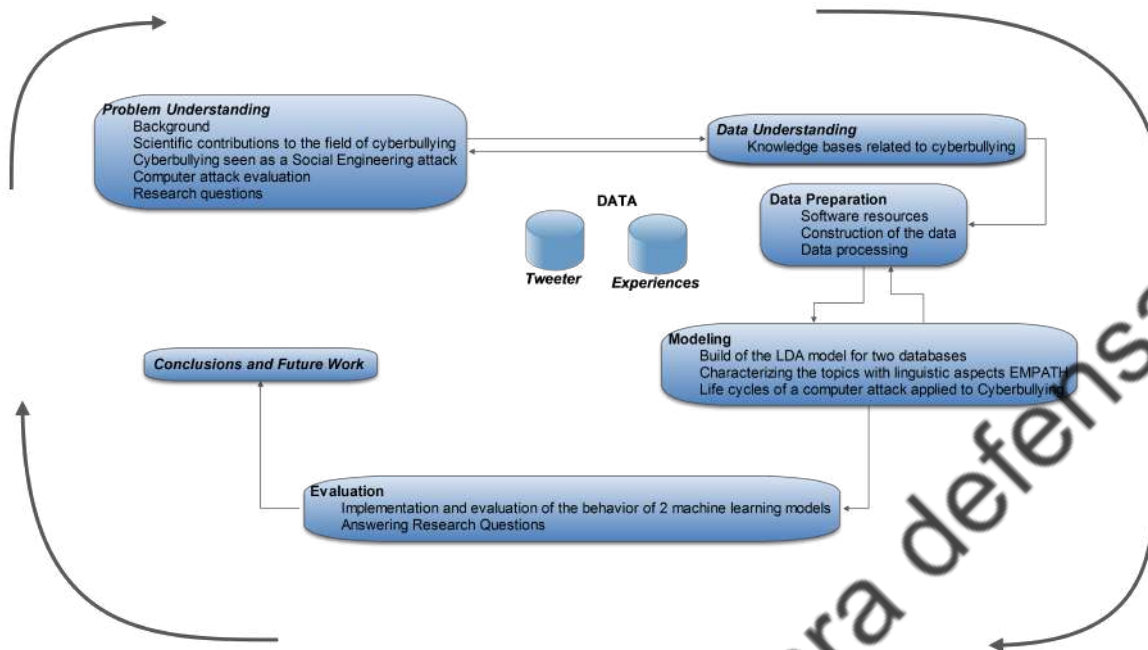 Problem Understanding
Background
Scientific contributions to the field of cyberbullying
Cyberbullying seen as a Social Engineering attack
Computer attack evaluation
Research questions
Data Understanding
Knowledge bases related to cyberbullying
Data Preparation
Software resources
Construction of the data
Data processing
DATA
Tweeter
Experiences
Modeling
Build of the LDA model for two databases
Characterizing the topics with linguistic aspects EMPATH
Life cycles of a computer attack applied to Cyberbullying
Evaluation
Implementation and evaluation of the behavior of 2 machine learning models
Answering Research Questions
Conclusions and Future Work